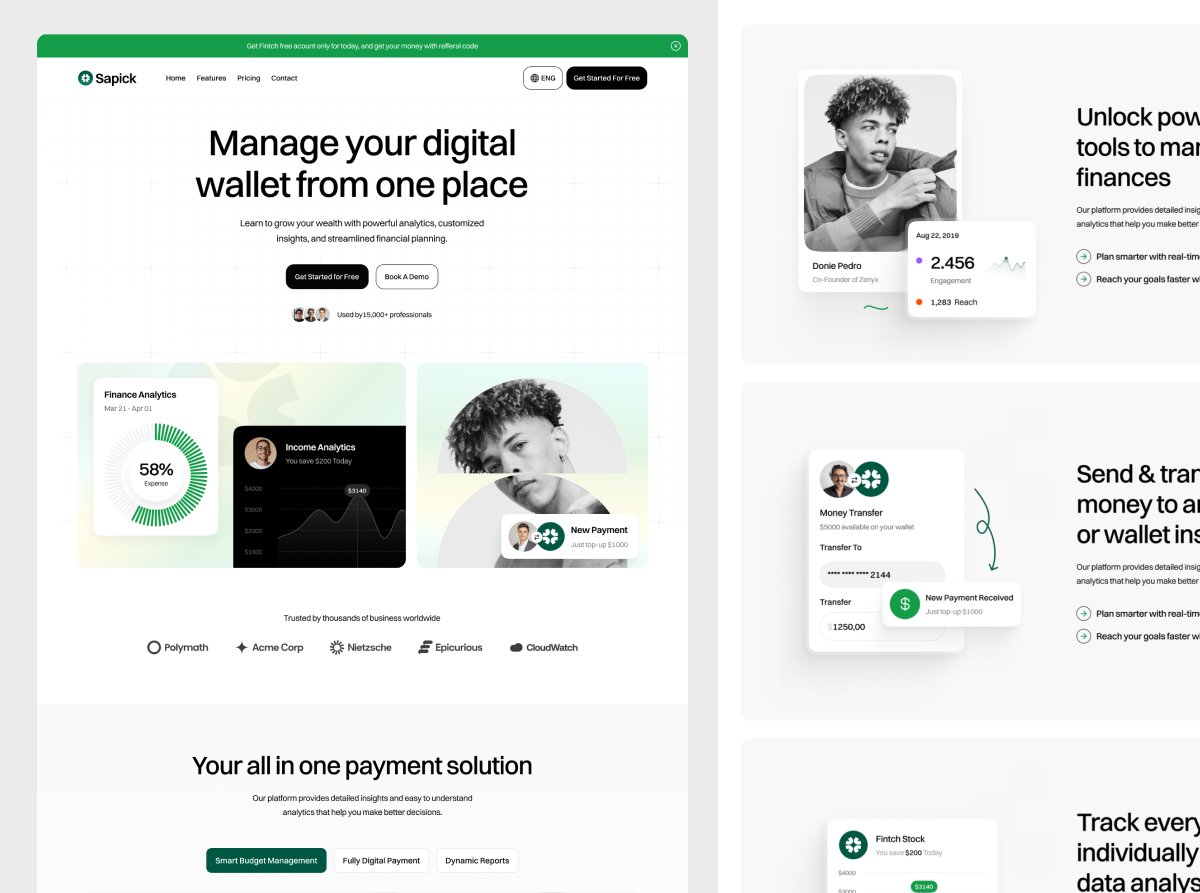 Get Fintch free acount only for today, and get your money with refferal code
Sapick
Home
Features
Pricing
Contact
ENG
Get Started For Free
Manage your digital
wallet from one place
Learn to grow your wealth with powerful analytics, customized
insights, and streamlined financial planning.
Get Started for Free
Book A Demo
Used by15,000+ professionals
Finance Analytics
Mar 21 - Apr 01
58%
Expense
Income Analytics
You save $200 Today
$4000
$3140
$3000
$2000
$1000
New Payment
Just top-up $1000
Trusted by thousands of business worldwide
Polymath
Acme Corp
Nietzsche
Epicurious
CloudWatch
Your all in one payment solution
Our platform provides detailed insights and easy to understand
analytics that help you make better decisions.
Smart Budget Management
Fully Digital Payment
Dynamic Reports
Donie Pedro
Co-Founder of Zenyx
Aug 22, 2019
2.456
Engagement
1,283 Reach
Unlock pow
tools to mar
finances
Our platform provides detailed insig
analytics that help you make better
Plan smarter with real-time
Reach your goals faster wi
Money Transfer
$5000 available on your wallet
Transfer To
**** **** **** 2144
Transfer
$1250,00
New Payment Received
Just top-up $1000
Send & tran
money to an
or wallet ins
Our platform provides detailed insig
analytics that help you make better
Plan smarter with real-time
Reach your goals faster wi
Fintch Stock
You save $200 Today
$4000
$3140
$3000
Track every
individually
data analys